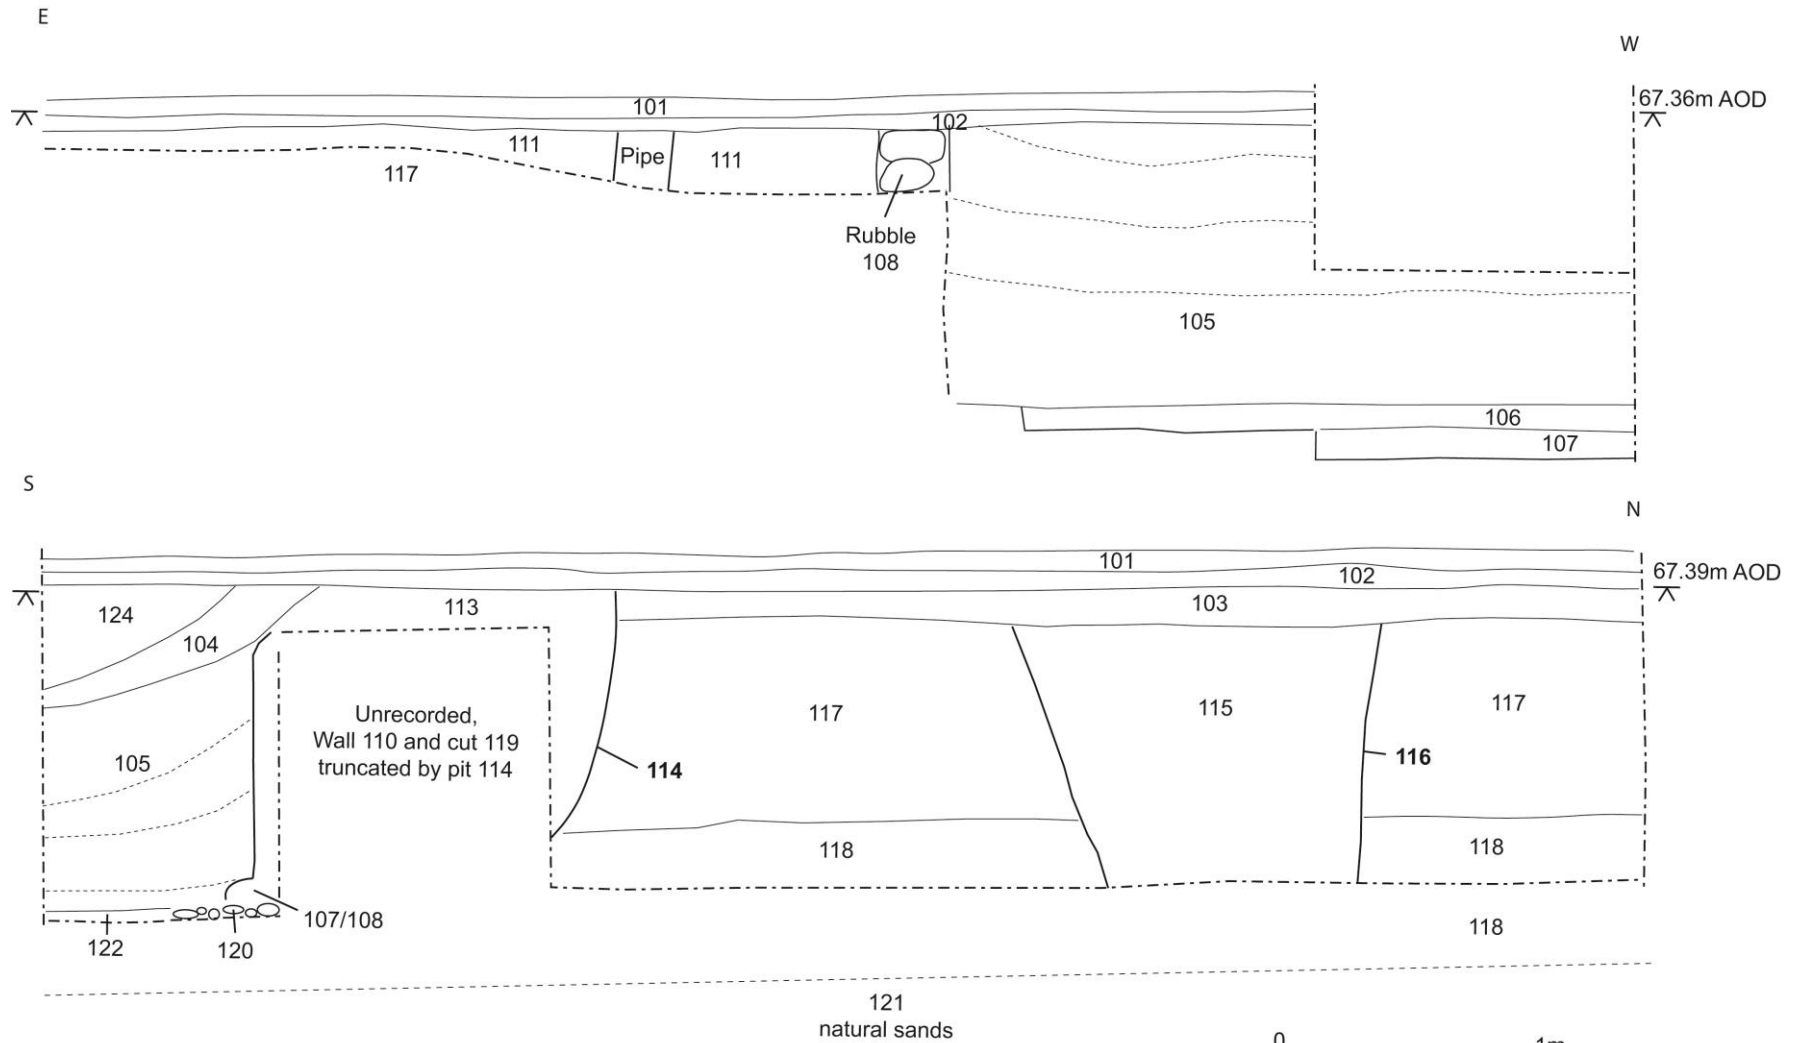 E
W
101
67.36m AOD
102
111
Pipe
111
117
Rubble
108
105
106
107
S
N
101
67.39m AOD
102
124
113
103
104
Unrecorded,
Wall 110 and cut 119
truncated by pit 114
117
115
117
105
114
116
118
118
107/108
122
120
118
121
natural sands
0
1m